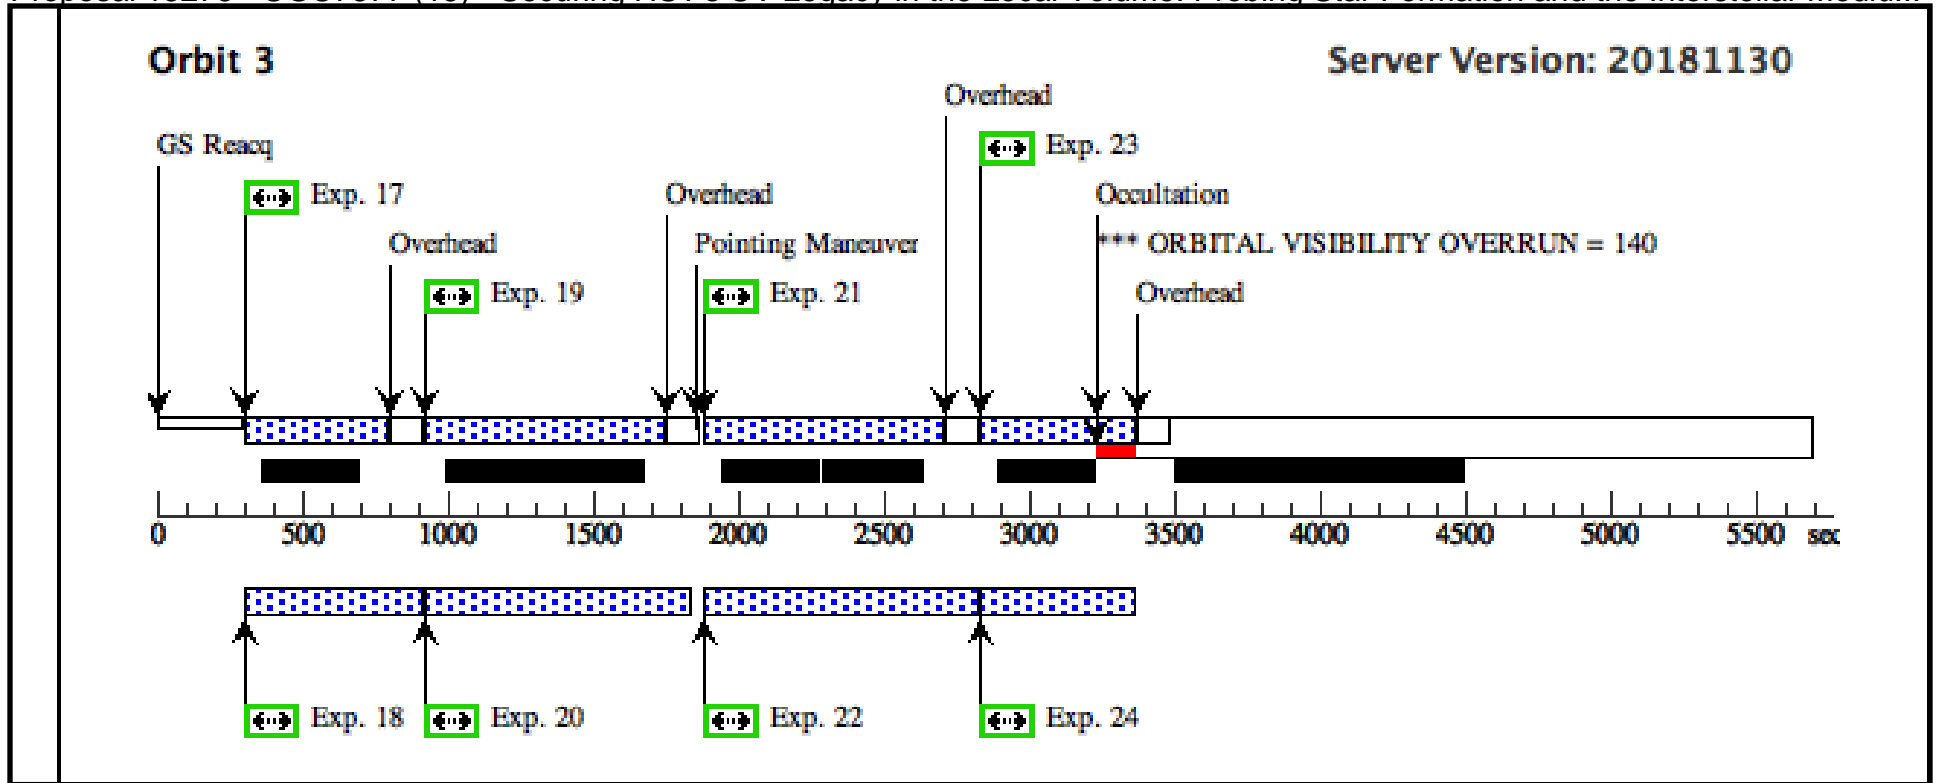 Orbit 3
Server Version: 20181130
Overhead
GS Reacq
Exp. 23
Exp. 17
Overhead
Occultation
Overhead
Pointing Maneuver
*** ORBITAL VISIBILITY OVERRUN = 140
Exp. 19
Exp. 21
Overhead
0 500 1000 1500 2000 2500 3000 3500 4000 4500 5000 5500 sec
Exp. 18
Exp. 20
Exp. 22
Exp. 24